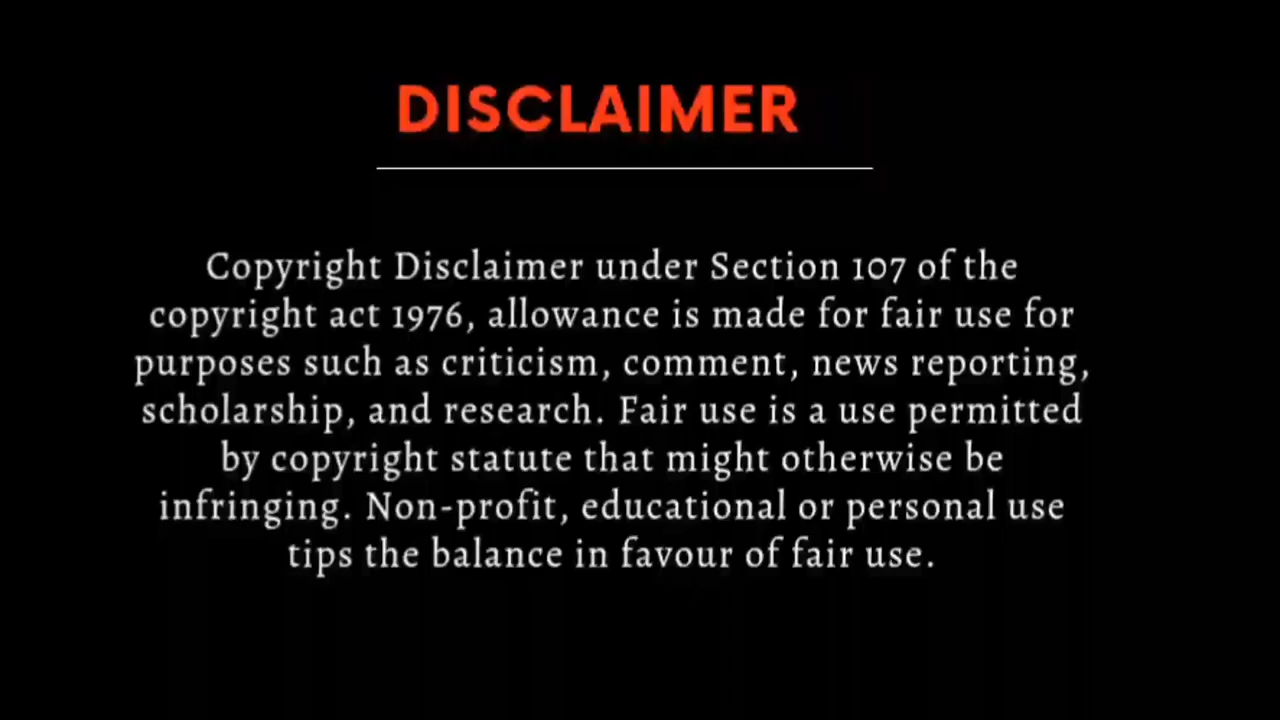 DISCLAIMER
Copyright Disclaimer under Section 107 of the
copyright act 1976, allowance is made for fair use for
purposes such as criticism, comment, news reporting,
scholarship, and research. Fair use is a use permitted
by copyright statute that might otherwise be
infringing. Non-profit, educational or personal use
tips the balance in favour of fair use.